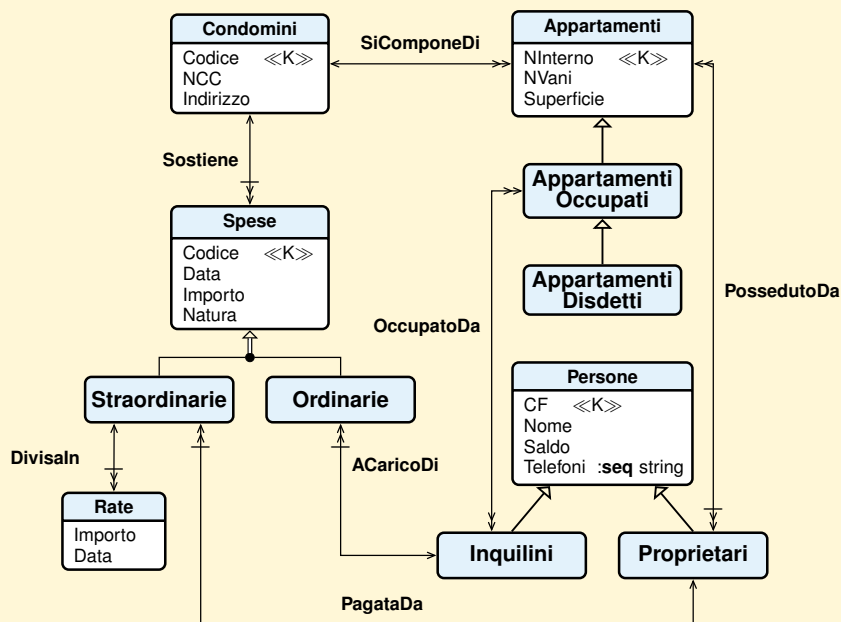 Condomini
Codice ≪K≫
NCC
Indirizzo
SiComponeDi
Appartamenti
NInterno ≪K≫
NVani
Superficie
Sostiene
Appartamenti
Occupati
Spese
Codice ≪K≫
Data
Importo
Natura
Appartamenti
Disdetti
PossedutoDa
OccupatoDa
Straordinarie
Ordinarie
Persone
CF ≪K≫
Nome
Saldo
Telefoni :seq string
DivisaIn
ACaricoDi
Rate
Importo
Data
Inquilini
Proprietari
PagataDa